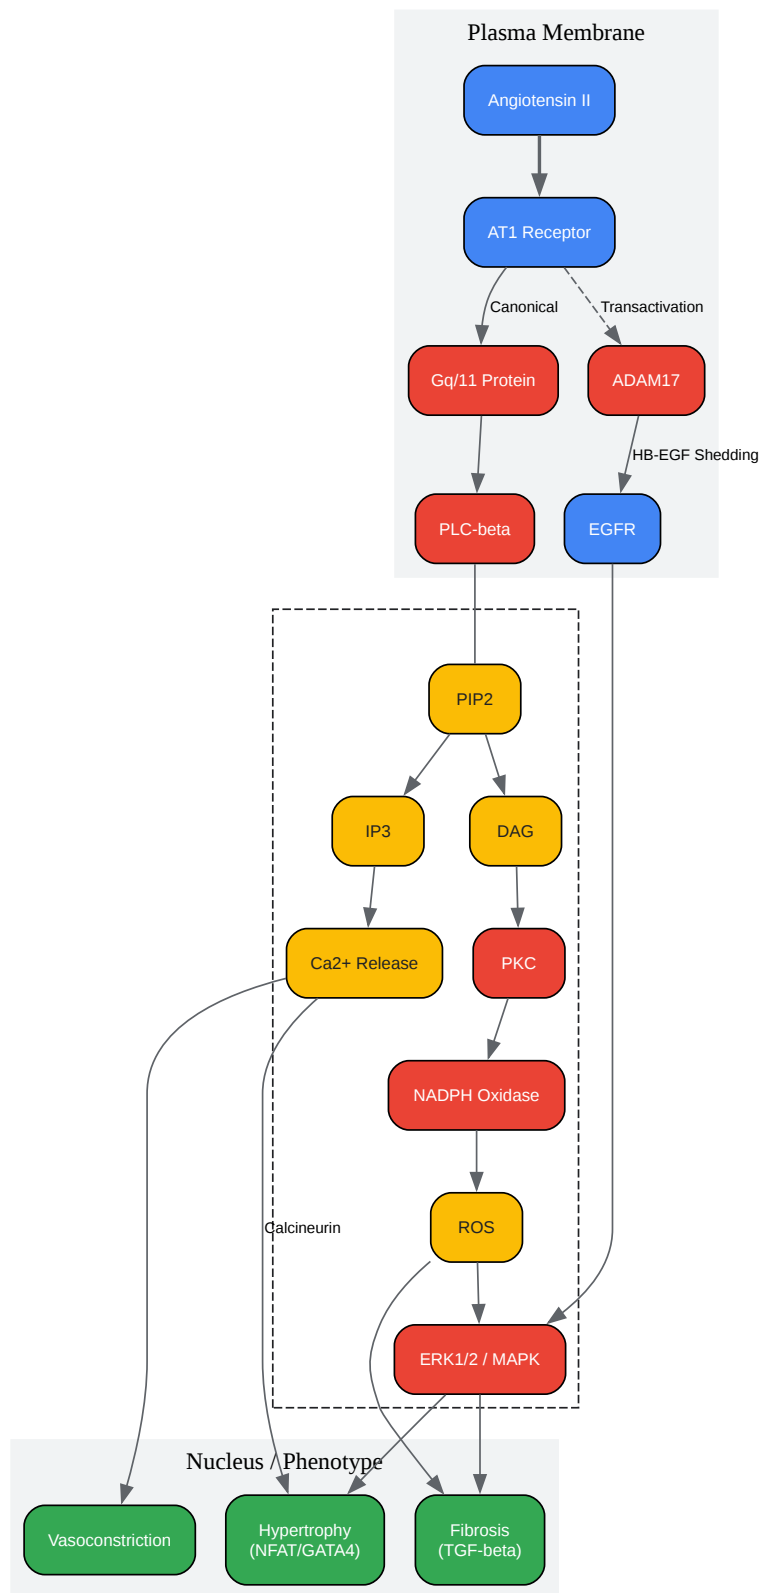 Plasma Membrane
Angiotensin II
AT1 Receptor
Canonical
Transactivation
Gq/11 Protein
ADAM17
HB-EGF Shedding
PLC-beta
EGFR
PIP2
IP3
DAG
Ca2+ Release
PKC
NADPH Oxidase
Calcineurin
ROS
ERK1/2 / MAPK
Nucleus / Phenotype
Vasoconstriction
Hypertrophy
(NFAT/GATA4)
Fibrosis
(TGF-beta)